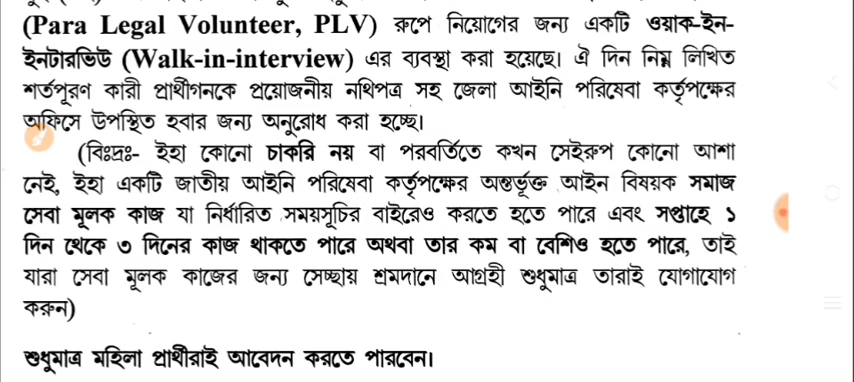 (Para Legal Volunteer, PLV) রুপে নিয়োগের জন্য একটি ওয়াক-ইন-
ইনটারভিউ (Walk-in-interview) এর ব্যবস্থা করা হয়েছে। ঐ দিন নিম্ন লিখিত
শর্তপূরণ কারী প্রার্থীগনকে প্রয়োজনীয় নথিপত্র সহ জেলা আইনি পরিষেবা কর্তৃপক্ষের
অফিসে উপস্থিত হবার জন্য অনুরোধ করা হচ্ছে।
(বিঃদ্রঃ- ইহা কোনো চাকরি নয় বা পরবর্তিতে কখন সেইরুপ কোনো আশা
নেই, ইহা একটি জাতীয় আইনি পরিষেবা কর্তৃপক্ষের অন্তর্ভূক্ত আইন বিষয়ক সমাজ
সেবা মূলক কাজ যা নির্ধারিত সময়সূচির বাইরেও করতে হতে পারে এবং সপ্তাহে ১
দিন থেকে ৩ দিনের কাজ থাকতে পারে অথবা তার কম বা বেশিও হতে পারে, তাই
যারা সেবা মূলক কাজের জন্য সেচ্ছায় শ্রমদানে আগ্রহী শুধুমাত্র তারাই যোগাযোগ
করুন)
শুধুমাত্র মহিলা প্রার্থীরাই আবেদন করতে পারবেন।